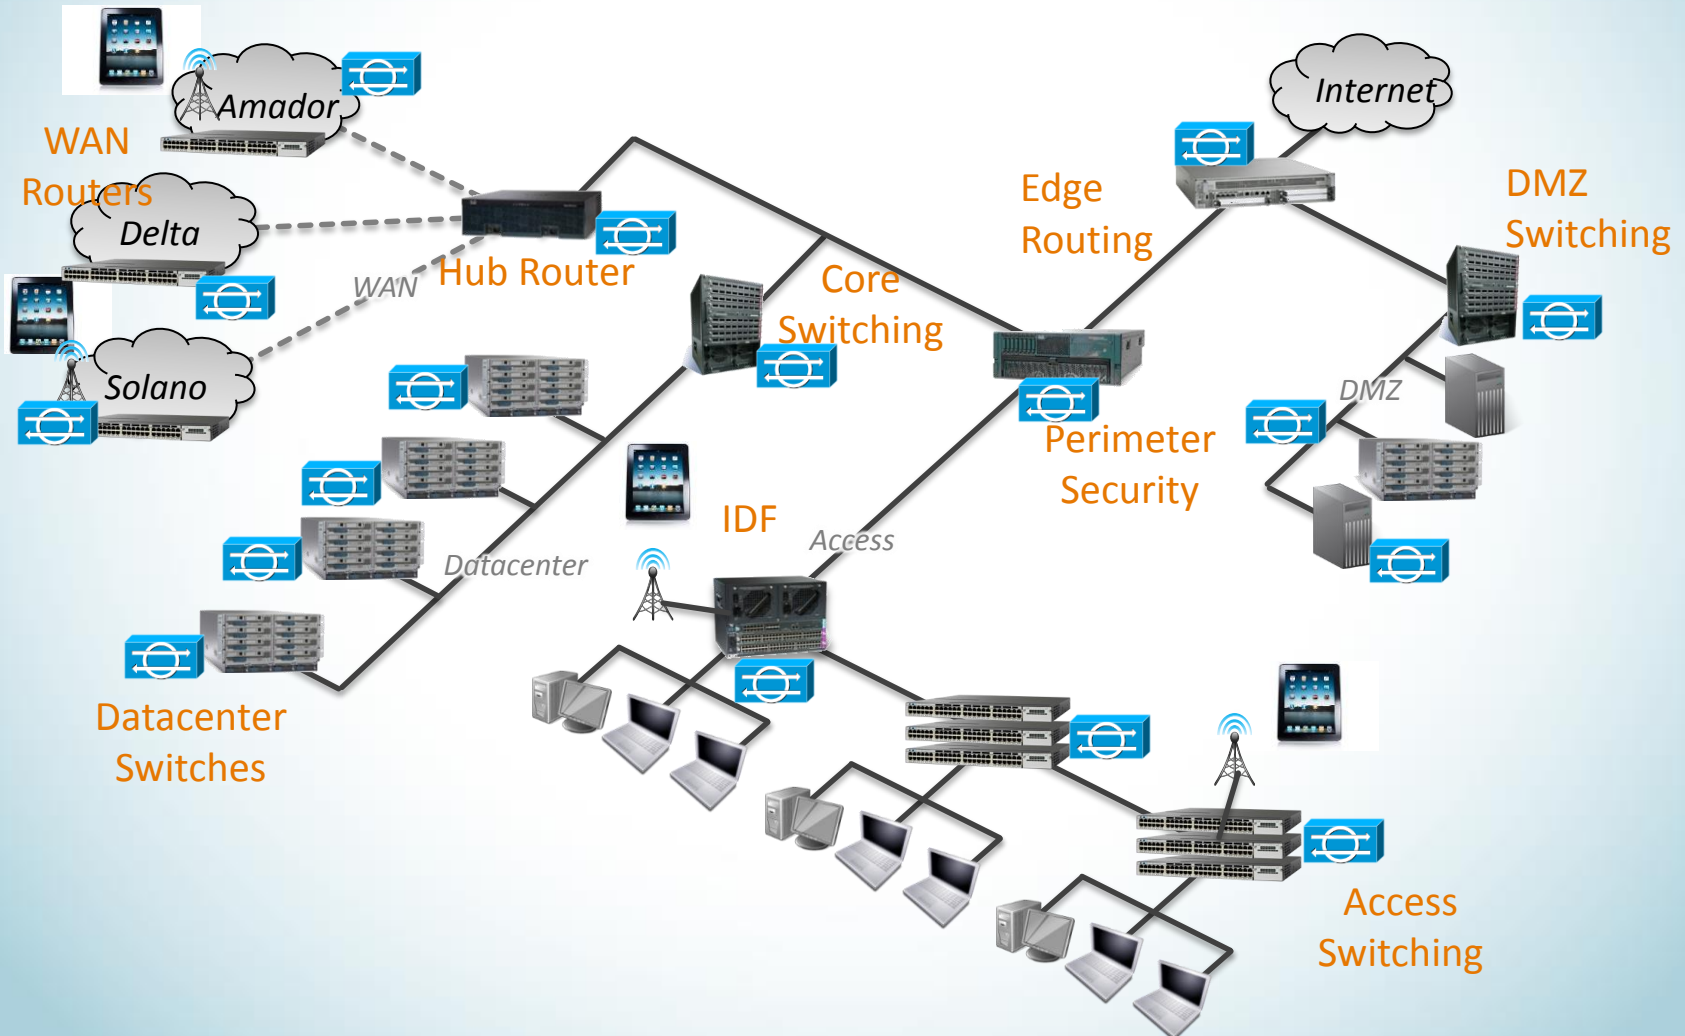 Amador
WAN
Routers
Delta
Solano
WAN
Hub Router
Core
Switching
Internet
Edge
Routing
DMZ
Switching
DMZ
Perimeter
Security
IDF
Access
Datacenter
Datacenter
Switches
Access
Switching